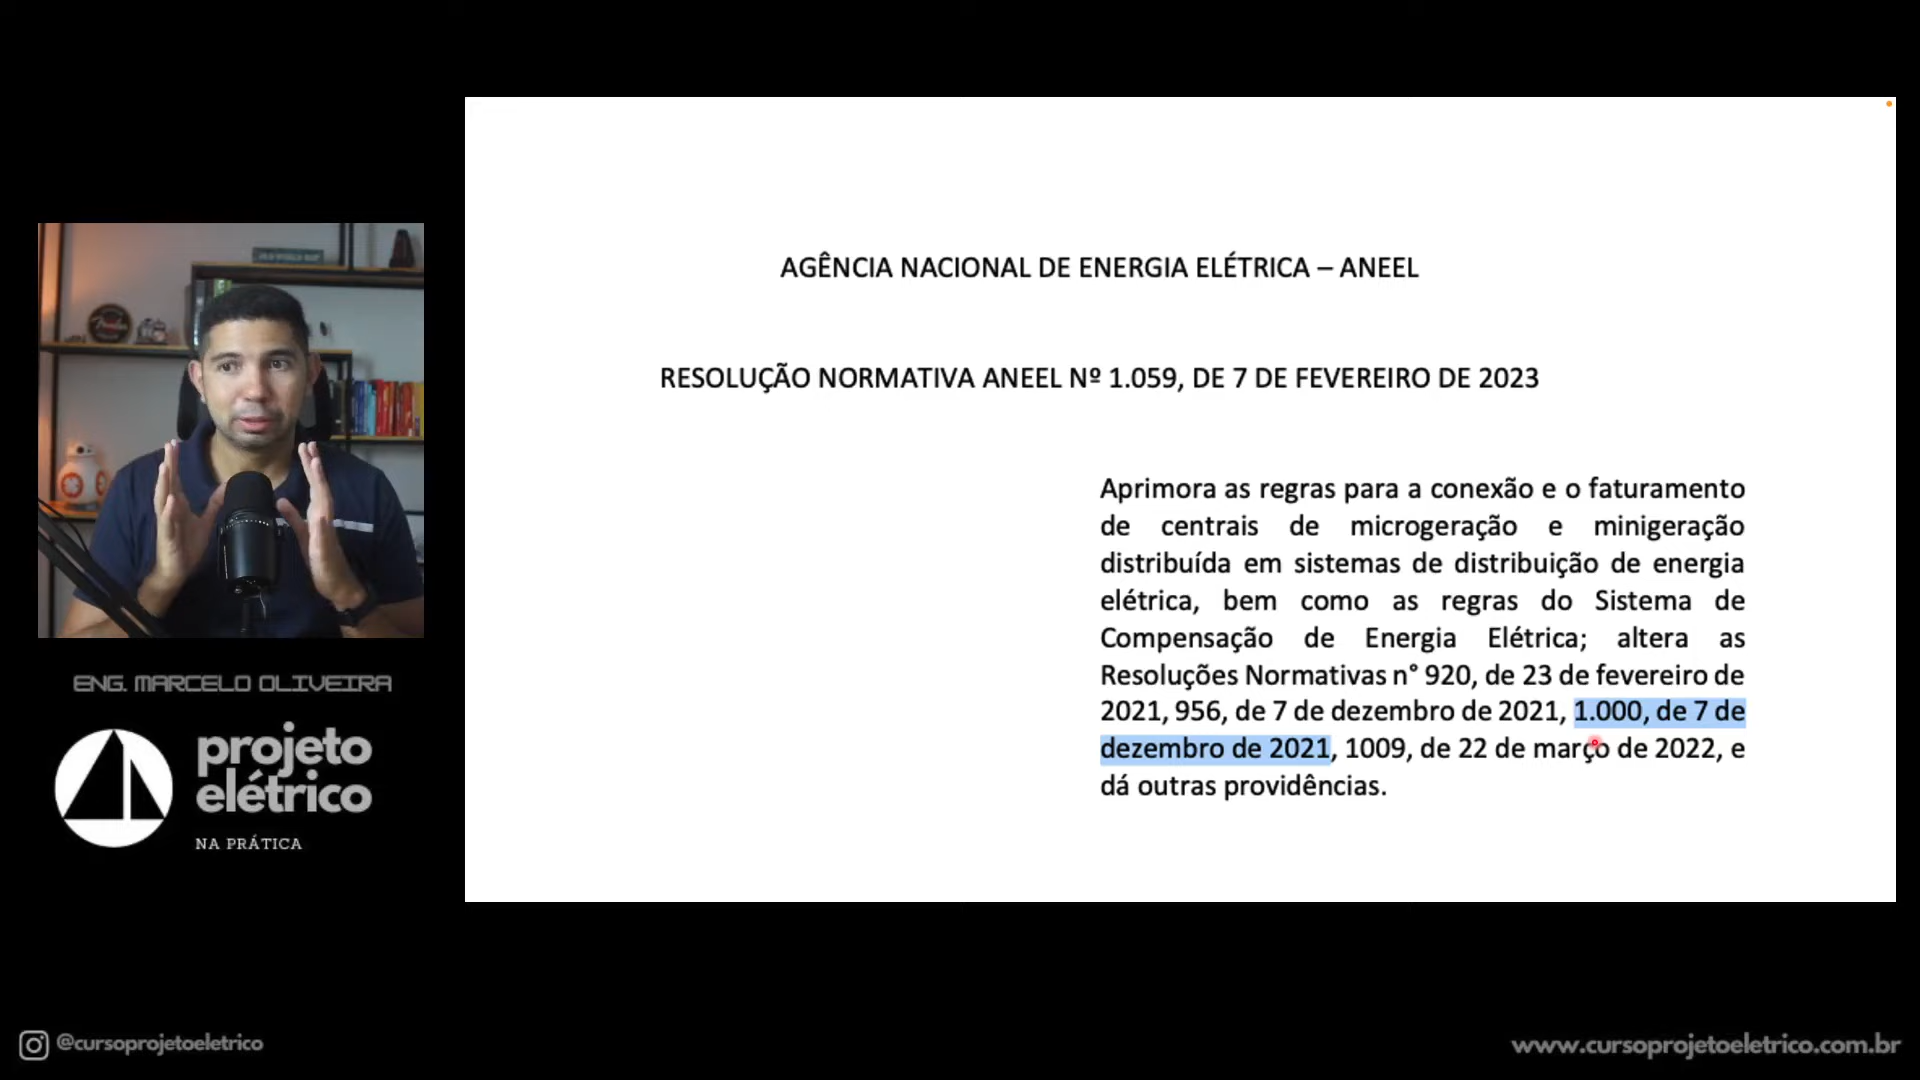 AGÊNCIA NACIONAL DE ENERGIA ELÉTRICA – ANEEL
RESOLUÇÃO NORMATIVA ANEEL Nº 1.059, DE 7 DE FEVEREIRO DE 2023
Aprimora as regras para a conexão e o faturamento
de centrais de microgeração e minigeração
distribuída em sistemas de distribuição de energia
elétrica, bem como as regras do Sistema de
Compensação de Energia Elétrica; altera as
Resoluções Normativas n° 920, de 23 de fevereiro de
2021, 956, de 7 de dezembro de 2021, 1.000, de 7 de
dezembro de 2021, 1009, de 22 de março de 2022, e
dá outras providências.
ENG. MARCELO OLIVEIRA
projeto
elétrico
NA PRÁTICA
@cursoprojetoeletrico
www.cursoprojetoeletrico.com.br